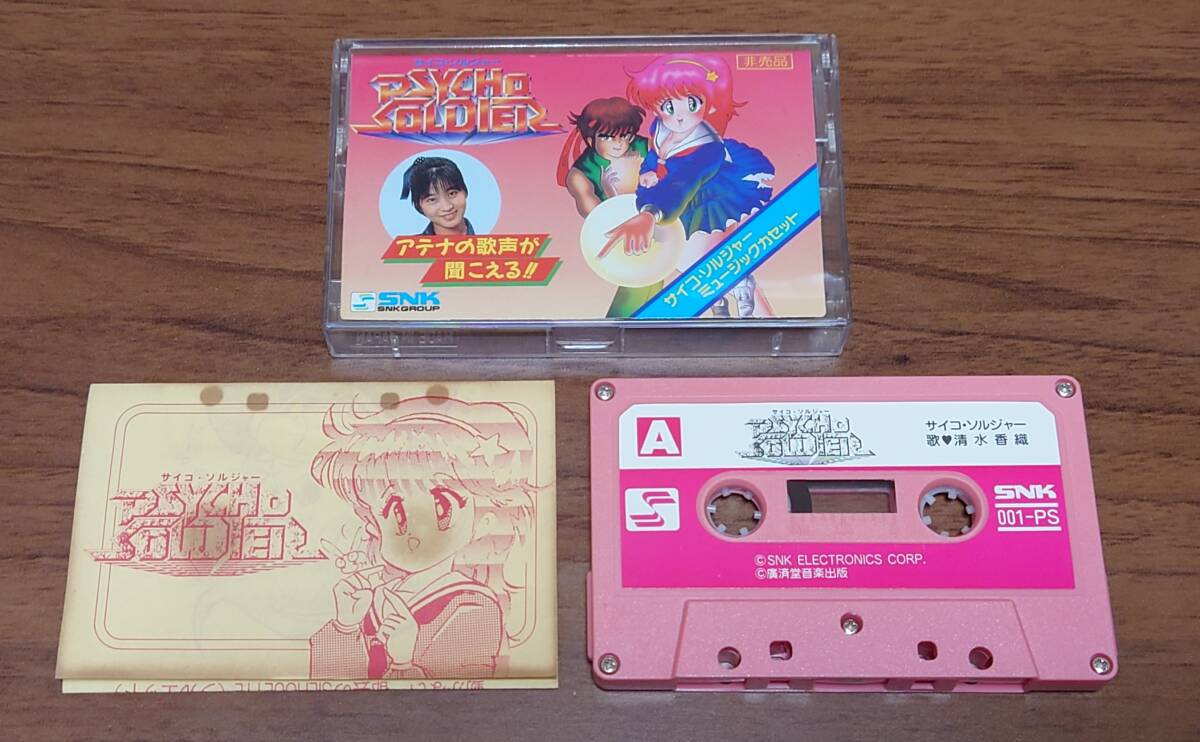 サイコ・ソルジャー
PSYCHO
SOLDIER
非売品
アテナの歌声が
聞こえる!!
サイコ・ソルジャー
ミュージックカセット
SNK
SNK GROUP
サイコ・ソルジャー
PSYCHO
SOLDIER
A
サイコ・ソルジャー
PSYCHO
SOLDIER
サイコ・ソルジャー
歌♥清水香織
SNK
001-PS
©SNK ELECTRONICS CORP.
©廣済堂音楽出版